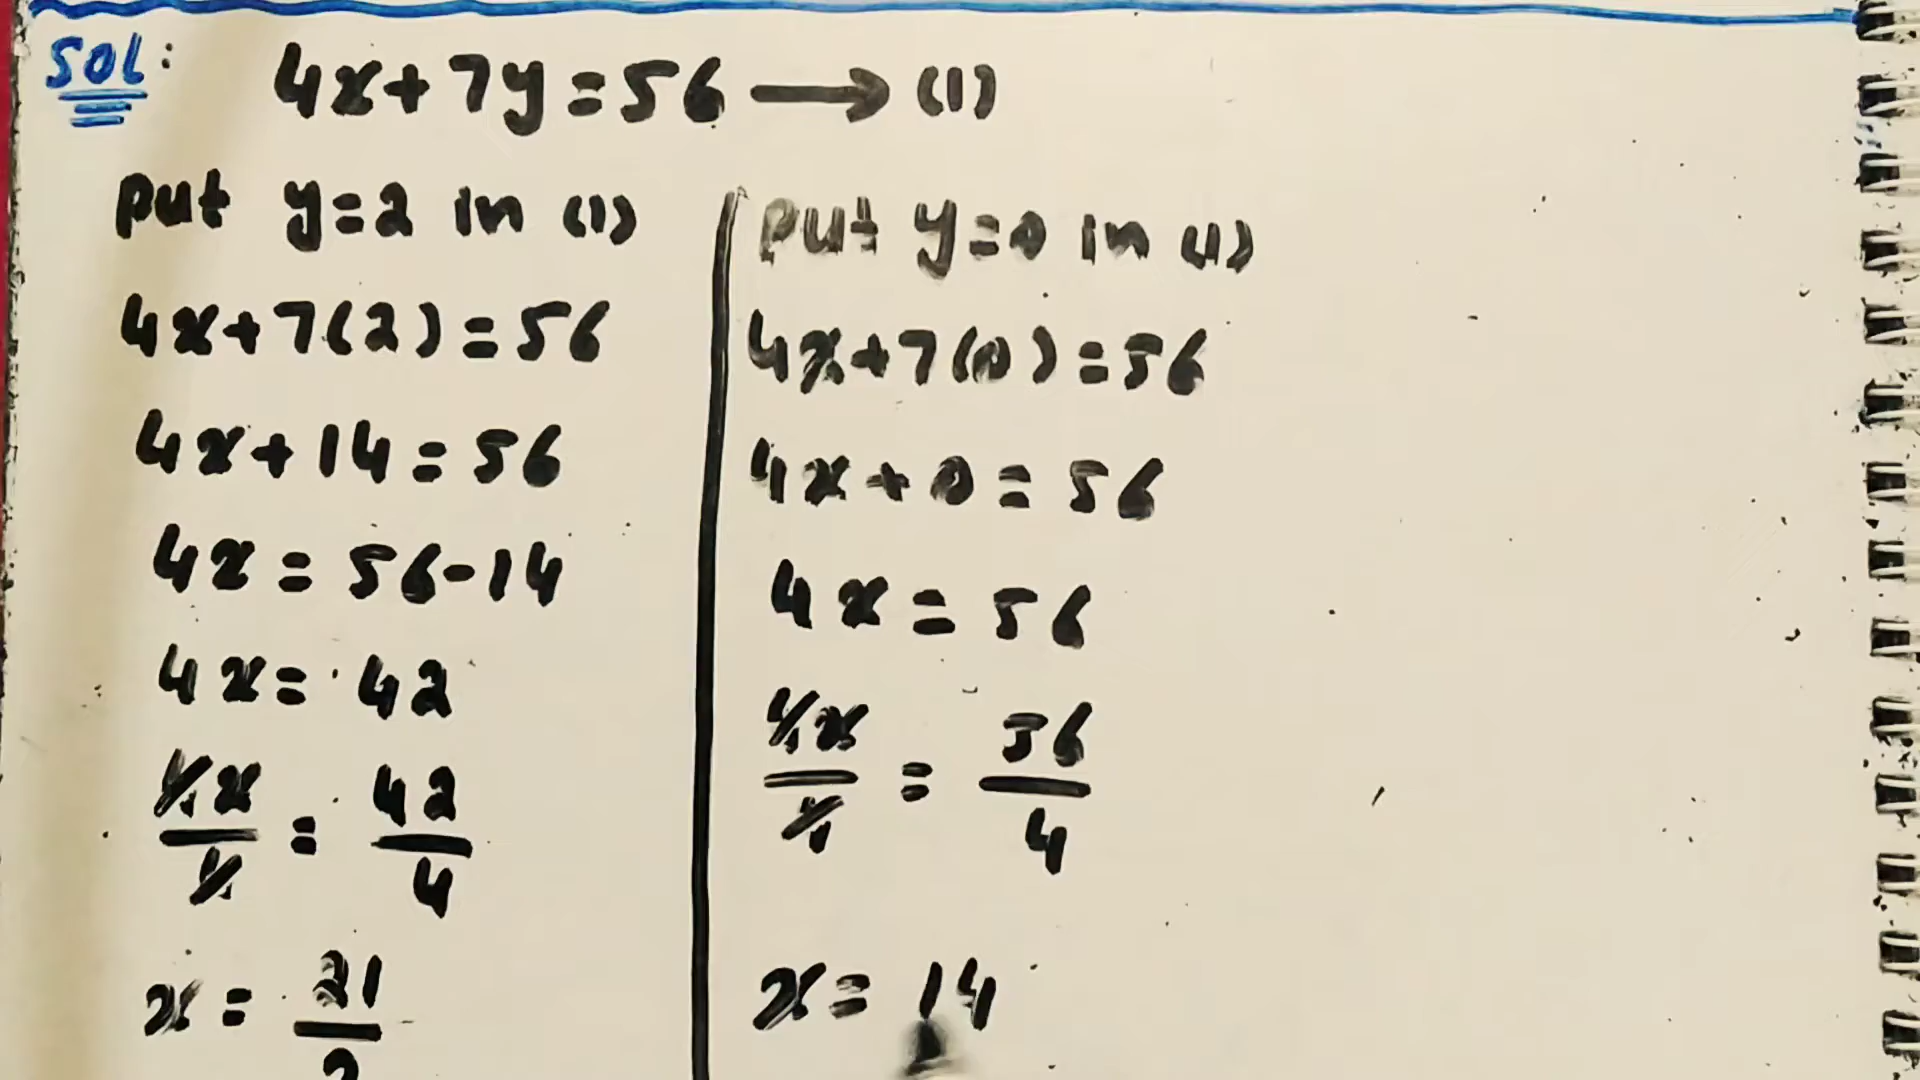 SOL: 4x+7y=56 → (1)
put y=2 in (1)
4x+7(2)=56
4x+14=56
4x=56-14
4x=42
4x/4=42/4
x=21/2
put y=0 in (1)
4x+7(0)=56
4x+0=56
4x=56
4x/4=56/4
x=14